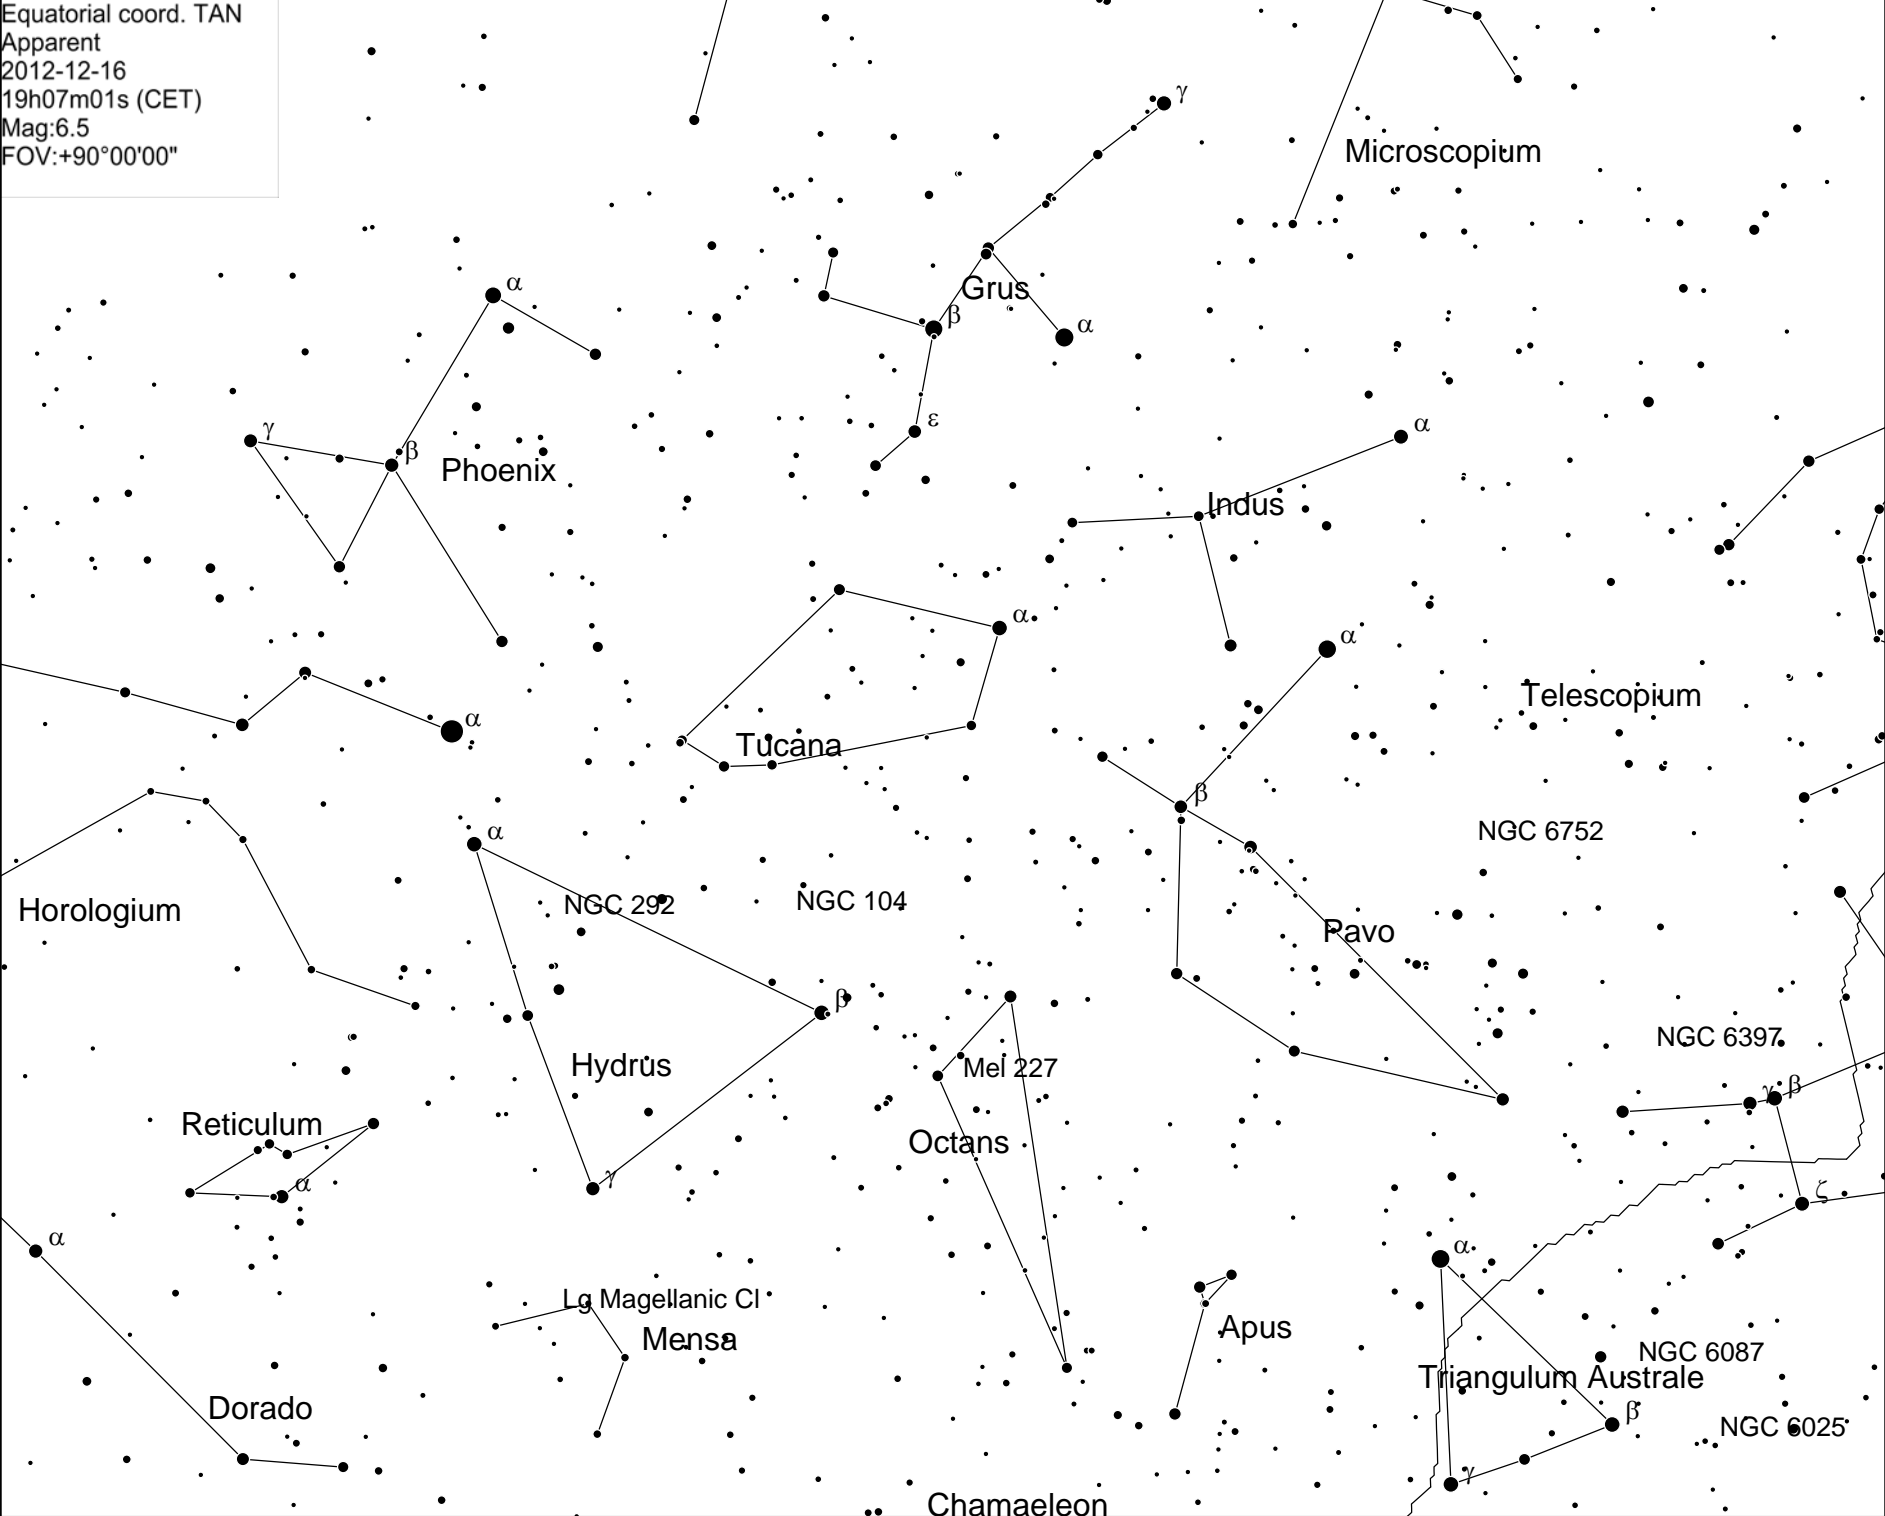 Equatorial coord. TAN
Apparent
2012-12-16
19h07m01s (CET)
Mag:6.5
FOV:+90°00'00"
γ
Microscopium
α
Grus
β
α
γ
β
Phoenix
ε
α
Indus
α
α
Telescopium
α
Tucana
β
α
NGC 6752
Horologium
NGC 292
NGC 104
Pavo
β
NGC 6397
Hydrus
Mel 227
γ β
Reticulum
Octans
α
γ
ζ
α
α
Lg Magellanic Cl
Mensa
Apus
NGC 6087
Triangulum Australe
Dorado
β
NGC 6025
γ
Chamaeleon